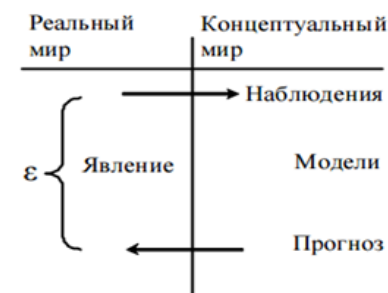 Реальный мир
Концептуальный мир
Наблюдения
ε
Явление
Модели
Прогноз